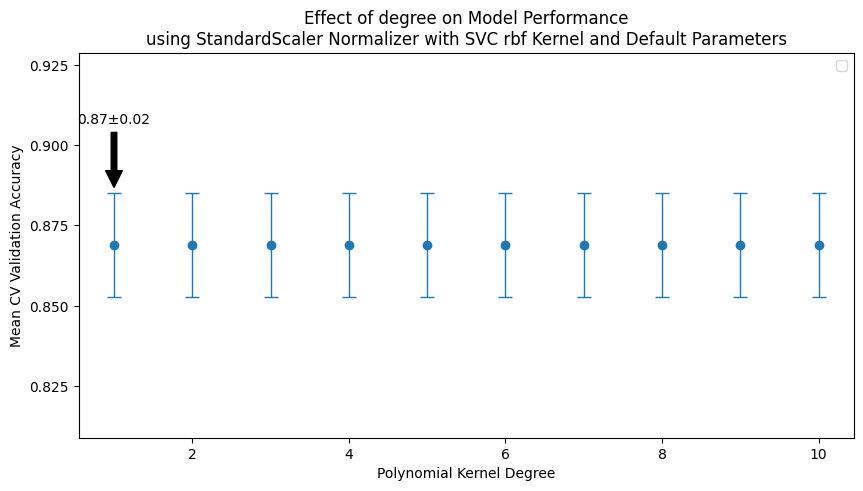 Effect of degree on Model Performance
using StandardScaler Normalizer with SVC rbf Kernel and Default Parameters
0.925
0.87±0.02
0.900
0.875
0.850
0.825
Mean CV Validation Accuracy
2
4
6
8
10
Polynomial Kernel Degree